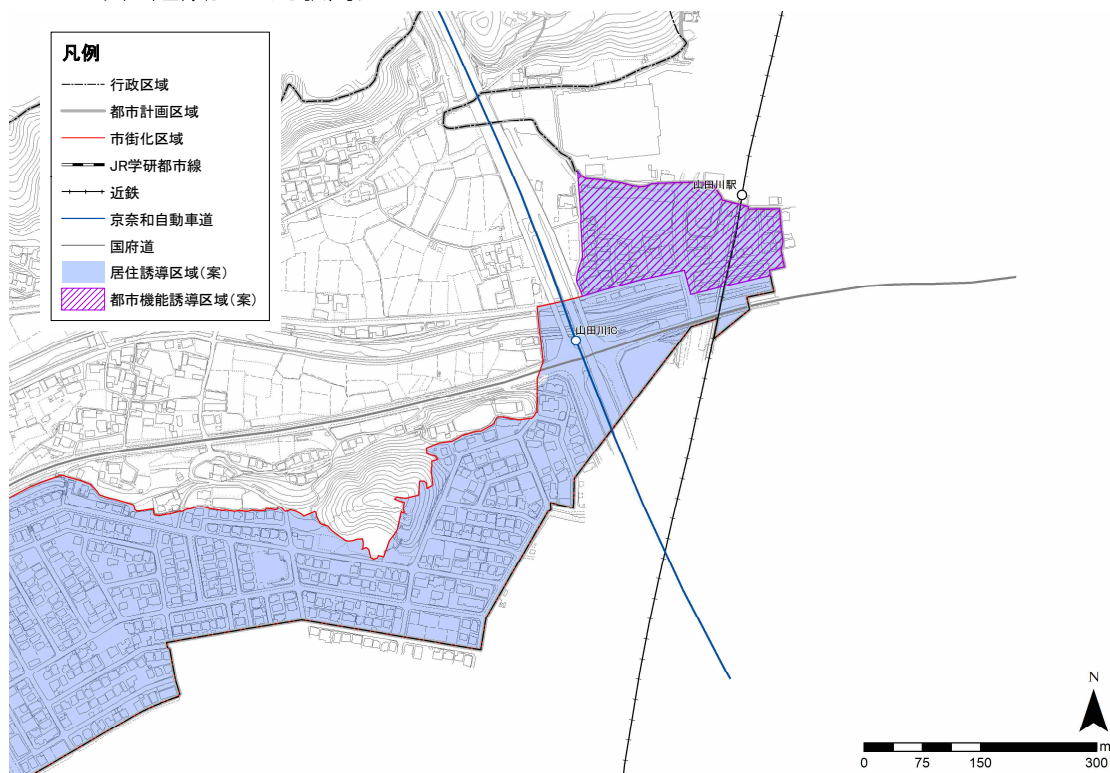 凡例
行政区域
都市計画区域
市街化区域
JR学研都市線
近鉄
京奈和自動車道
国府道
居住誘導区域(案)
都市機能誘導区域(案)
山田川駅
山田川IC
N
m
0 75 150 300